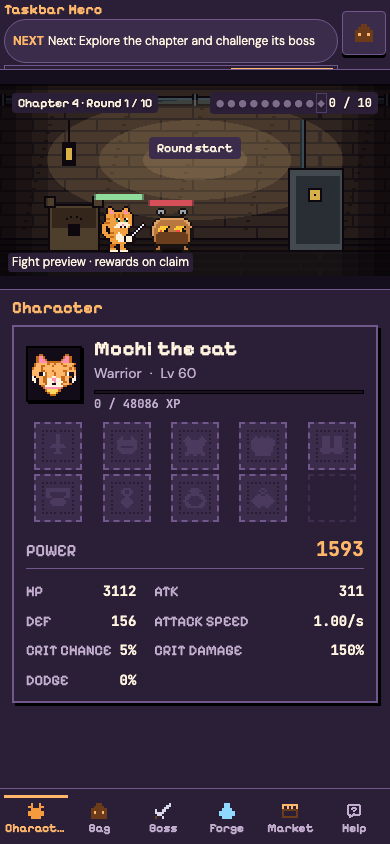 Taskbar Hero
NEXT Next: Explore the chapter and challenge its boss
Chapter 4 · Round 1 / 10
0 / 10
Round start
Fight preview · rewards on claim
Character
Mochi the cat
Warrior · Lv 60
0 / 48086 XP
POWER 1593
HP 3112 ATK 311
DEF 156 ATTACK SPEED 1.00/s
CRIT CHANCE 5% CRIT DAMAGE 150%
DODGE 0%
Charact... Bag Boss Forge Market Help